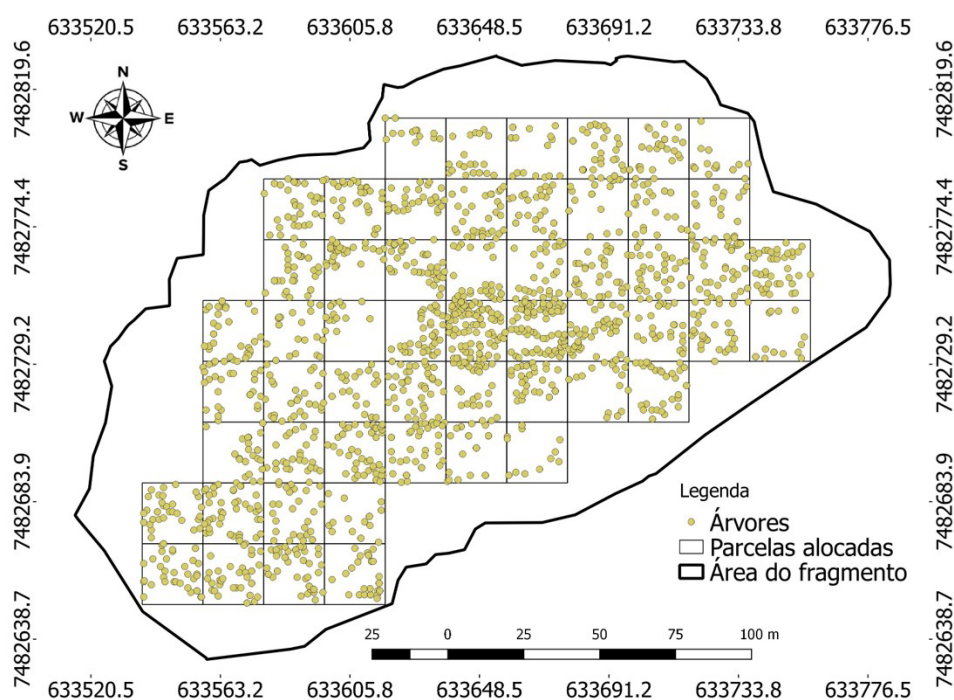 633520.5 633563.2 633605.8 633648.5 633691.2 633733.8 633776.5
7482819.6 7482819.6
N
W E
S
7482774.4 7482774.4
7482729.2 7482729.2
7482683.9 7482683.9
Legenda
Árvores
Parcelas alocadas
Área do fragmento
7482638.7 7482638.7
25 0 25 50 75 100 m
633520.5 633563.2 633605.8 633648.5 633691.2 633733.8 633776.5